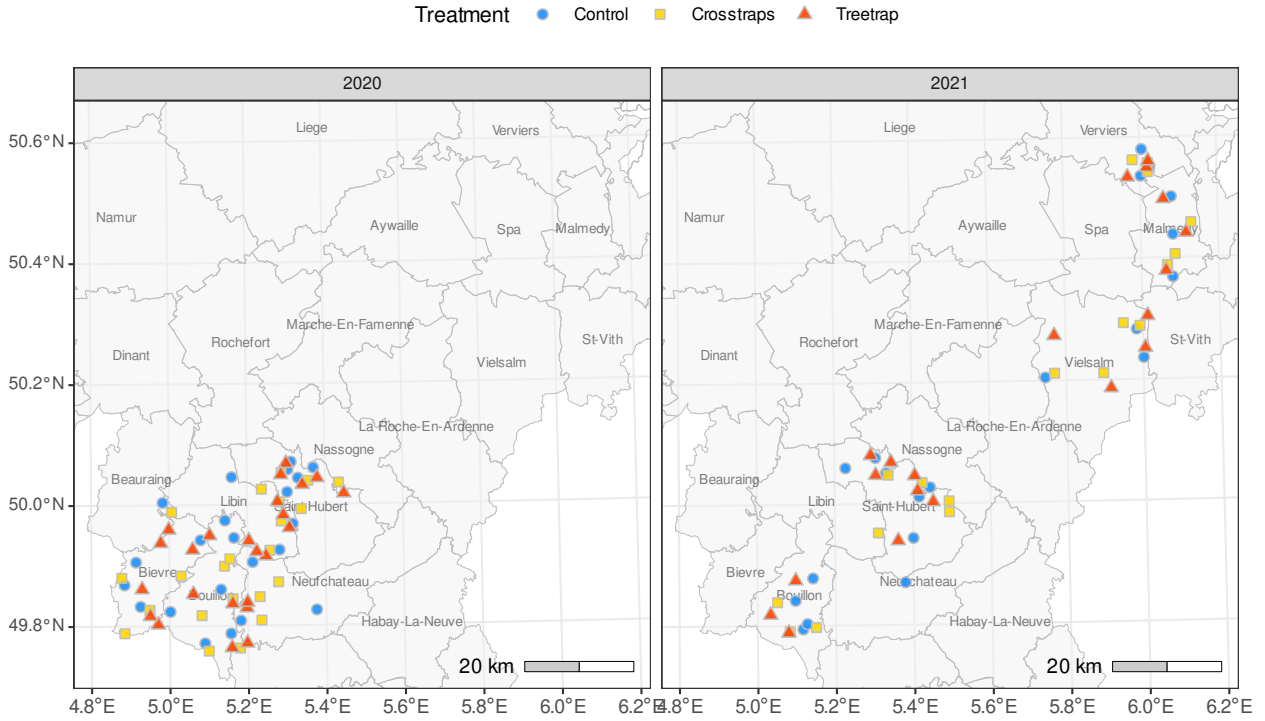 Treatment Control Crosstraps Treetrap
2020 2021
Liege Verviers Liege Verviers
50.6°N
Namur Aywaille Spa Malmedy Namur Aywaille Spa Malmedy
50.4°N
Marche-En-Famenne Marche-En-Famenne
Rochefort St-Vith Rochefort St-Vith
Dinant Vielsalm Dinant Vielsalm
50.2°N
La-Roche-En-Ardenne La-Roche-En-Ardenne
Nassogne Nassogne
Beauraing Beauraing
Libin Libin
50.0°N
Saint-Hubert Saint-Hubert
Bievre Neufchateau Bievre Neufchateau
Bouillon Bouillon
49.8°N
Habay-La-Neuve Habay-La-Neuve
20 km 20 km
4.8°E 5.0°E 5.2°E 5.4°E 5.6°E 5.8°E 6.0°E 6.2°E 4.8°E 5.0°E 5.2°E 5.4°E 5.6°E 5.8°E 6.0°E 6.2°E